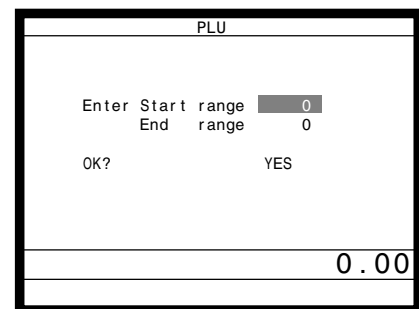 PLU
Enter Start range 0
End range 0
OK? YES
0.00